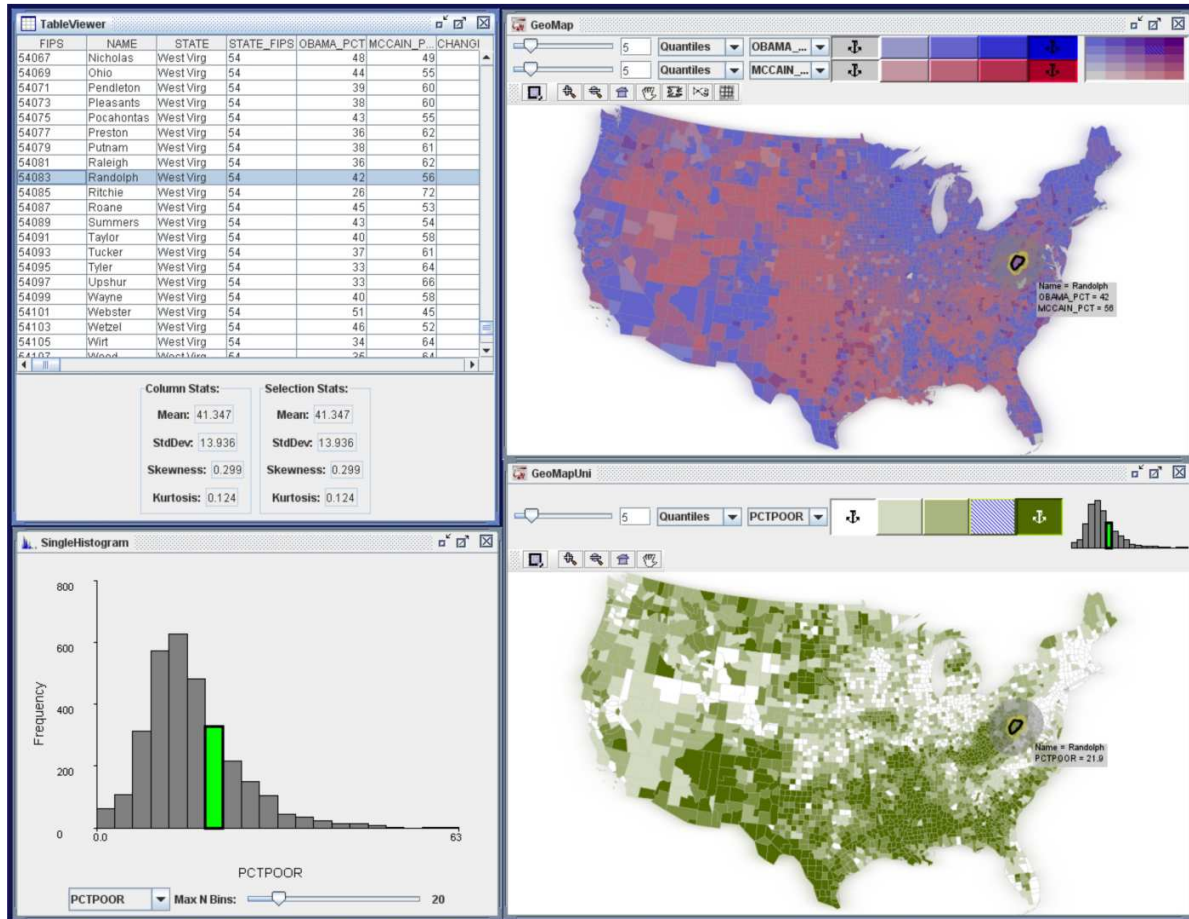 TableViewer
FIPS NAME STATE STATE_FIPS OBAMA_PCT MCCAIN_P... CHANGI
54067 Nicholas West Virg 54 48 49
54069 Ohio West Virg 54 44 55
54071 Pendleton West Virg 54 39 60
54073 Pleasants West Virg 54 38 60
54075 Pocahontas West Virg 54 43 55
54077 Preston West Virg 54 36 62
54079 Putnam West Virg 54 38 61
54081 Raleigh West Virg 54 36 62
54083 Randolph West Virg 54 42 56
54085 Ritchie West Virg 54 26 72
54087 Roane West Virg 54 45 53
54089 Summers West Virg 54 43 54
54091 Taylor West Virg 54 40 58
54093 Tucker West Virg 54 37 61
54095 Tyler West Virg 54 33 64
54097 Upshur West Virg 54 33 66
54099 Wayne West Virg 54 40 58
54101 Webster West Virg 54 51 45
54103 Wetzel West Virg 54 46 52
54105 Wirt West Virg 54 34 64
54107 Wood West Virg 54 35 64
Column Stats: Selection Stats:
Mean: 41.347 Mean: 41.347
StdDev: 13.936 StdDev: 13.936
Skewness: 0.299 Skewness: 0.299
Kurtosis: 0.124 Kurtosis: 0.124
SingleHistogram
800
600
400
200
0
Frequency
0.0 63
PCTPOOR
PCTPOOR Max N Bins: 20
GeoMap
5 Quantiles OBAMA_...
5 Quantiles MCCAIN_...
Name = Randolph
OBAMA_PCT = 42
MCCAIN_PCT = 56
GeoMapUni
5 Quantiles PCTPOOR
Name = Randolph
PCTPOOR = 21.9